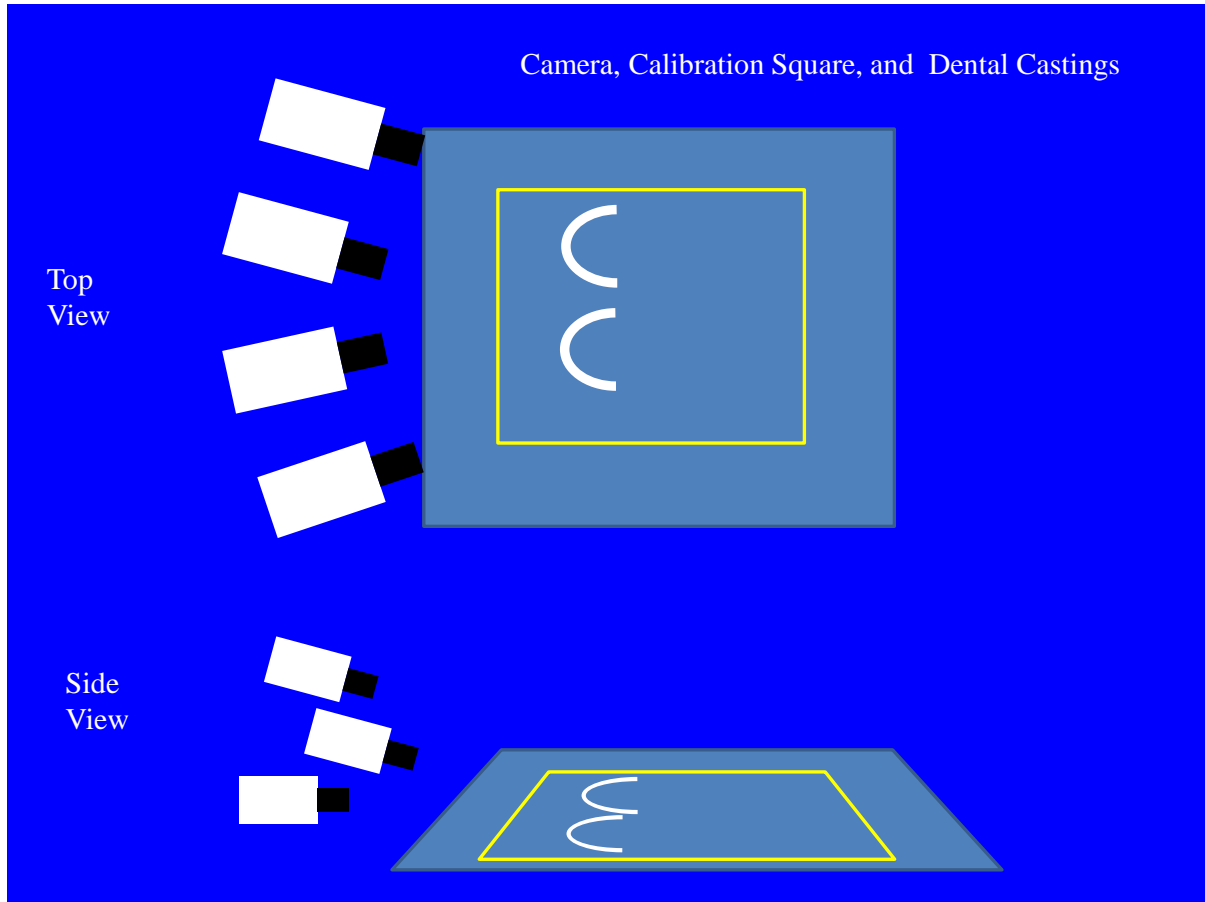 Camera, Calibration Square, and  Dental Castings
Top
View
Side
View